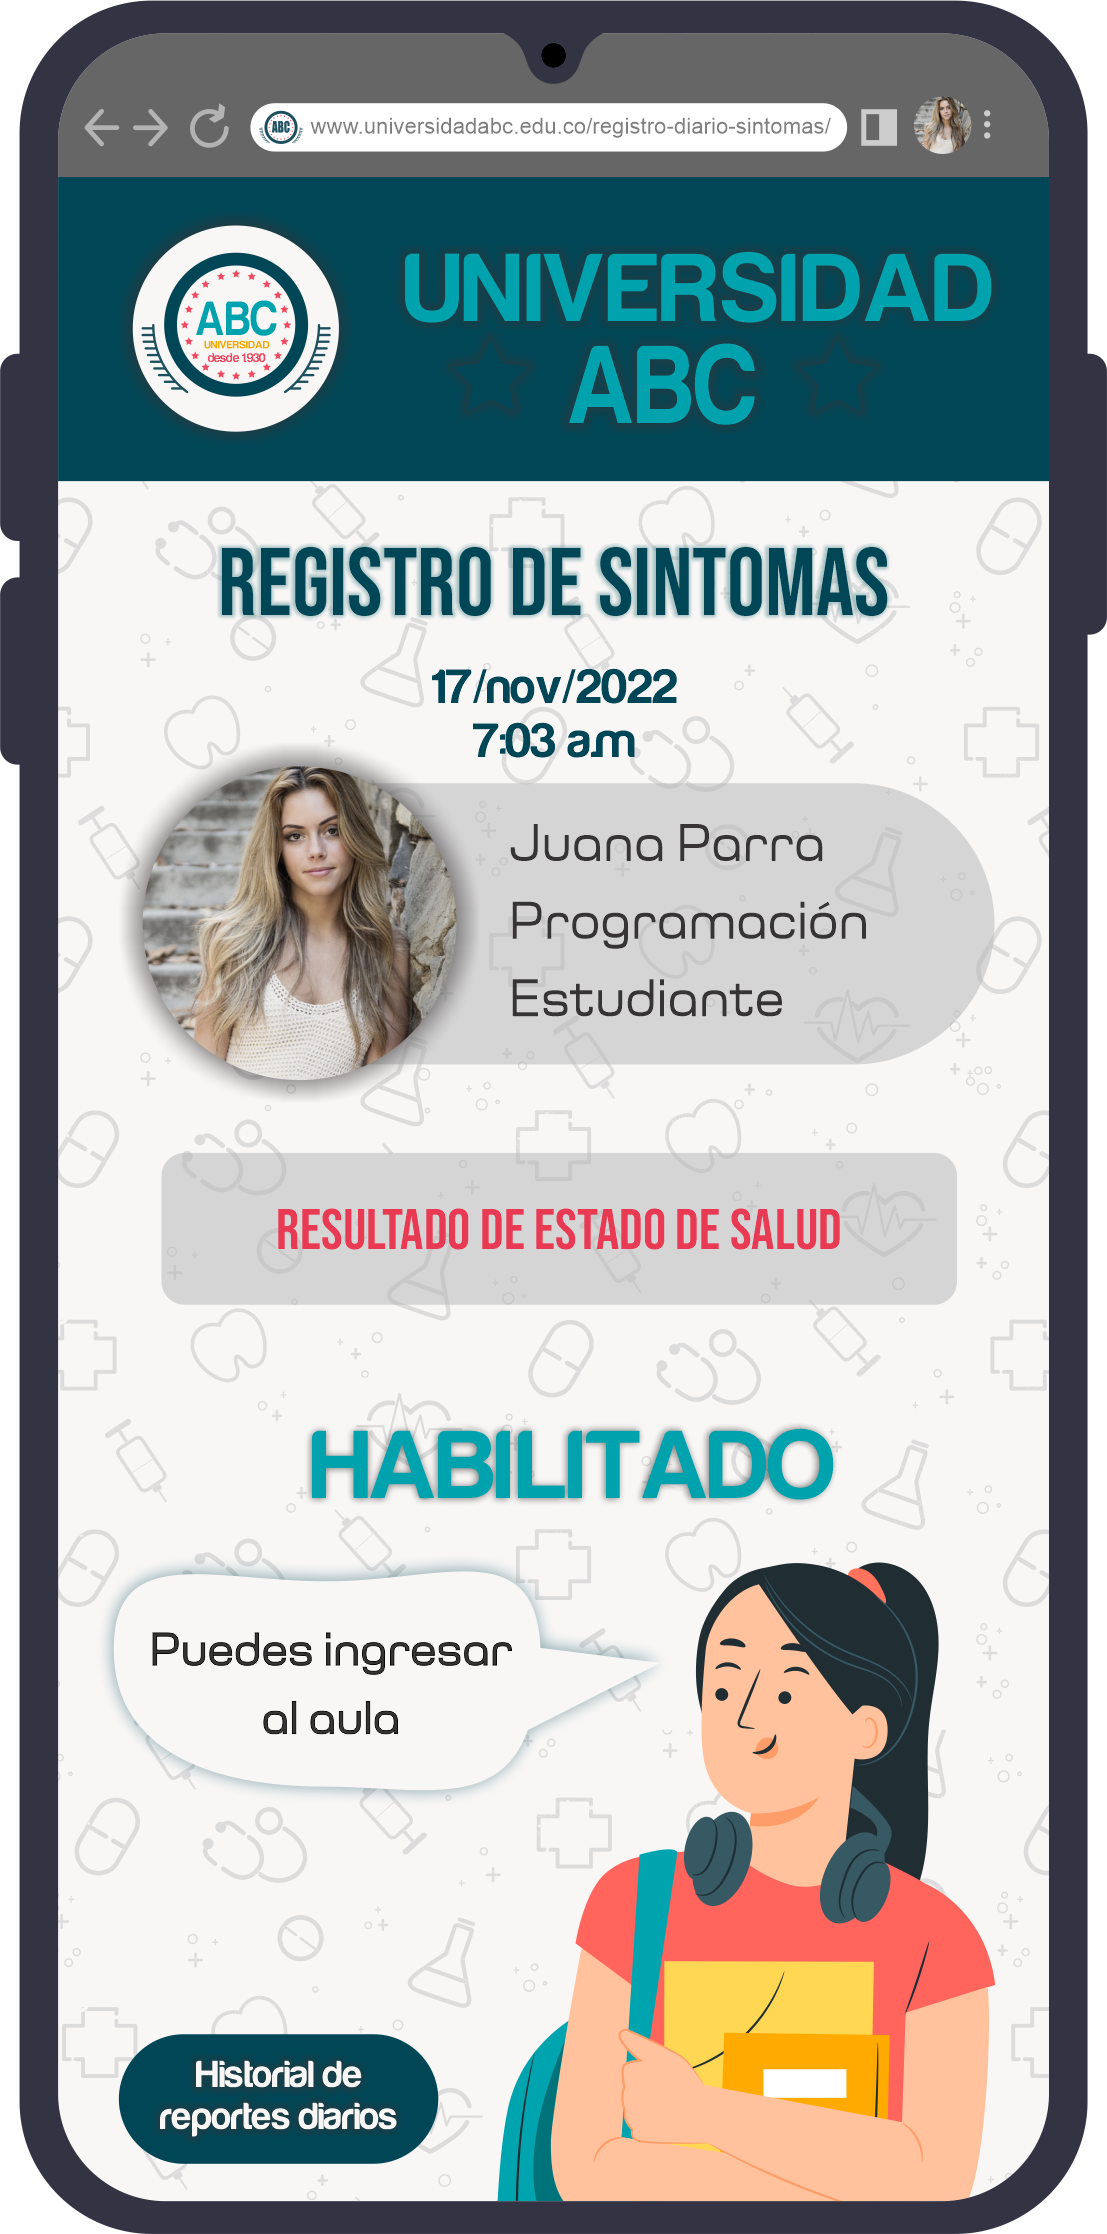 ABC
www.universidadabc.edu.co/registro-diario-sintomas/
ABC
UNIVERSIDAD
desde 1930
UNIVERSIDAD
ABC
REGISTRO DE SINTOMAS
17/nov/2022
7:03 a.m
Juana Parra
Programación
Estudiante
RESULTADO DE ESTADO DE SALUD
HABILITADO
Puedes ingresar
al aula
Historial de
reportes diarios